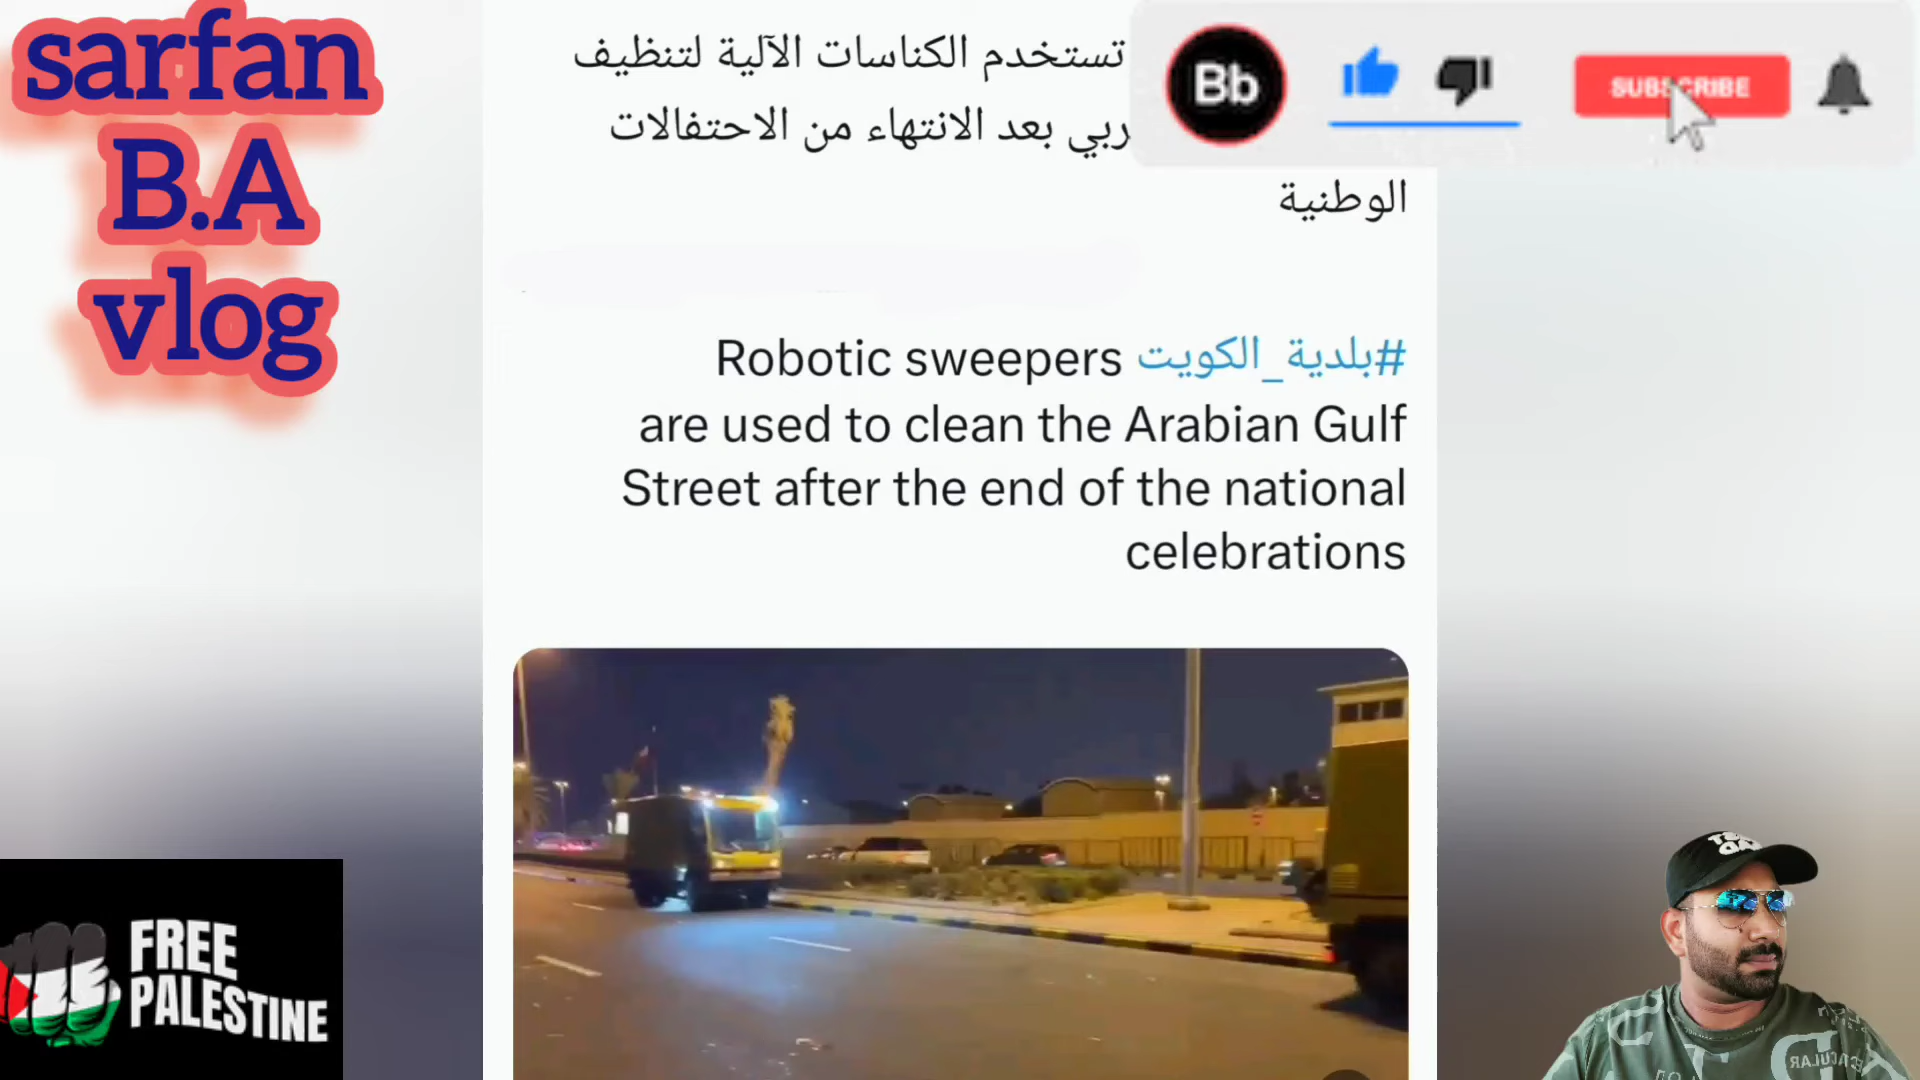 sarfan
B.A
vlog
تستخدم الكناسات الآلية لتنظيف
بعد الانتهاء من الاحتفالات
الوطنية
Bb
SUBSCRIBE
Robotic sweepers #بلدية_الكويت
are used to clean the Arabian Gulf
Street after the end of the national
celebrations
FREE
PALESTINE